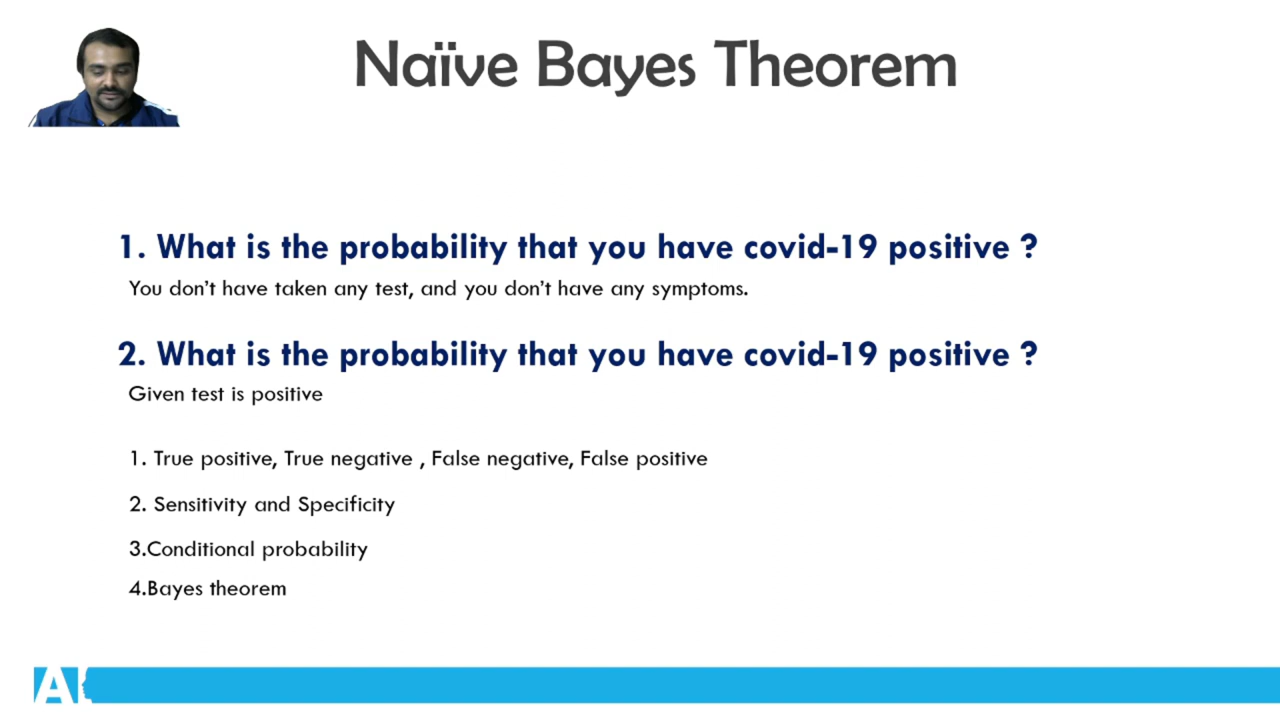 Naïve Bayes Theorem
1. What is the probability that you have covid-19 positive ?
You don't have taken any test, and you don't have any symptoms.
2. What is the probability that you have covid-19 positive ?
Given test is positive
1. True positive, True negative , False negative, False positive
2. Sensitivity and Specificity
3.Conditional probability
4.Bayes theorem
AI